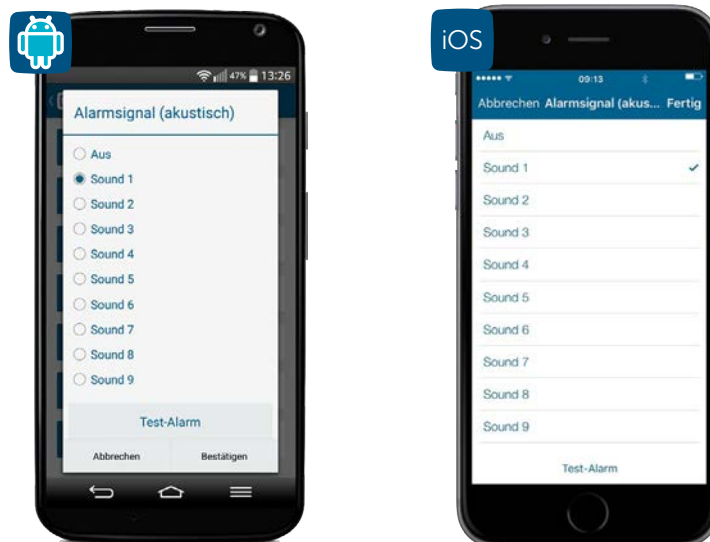 47% 13:26
Alarmsignal (akustisch)
Aus
Sound 1
Sound 2
Sound 3
Sound 4
Sound 5
Sound 6
Sound 7
Sound 8
Sound 9
Test-Alarm
Abbrechen Bestätigen
iOS
09:13
Abbrechen Alarmsignal (akus... Fertig
Aus
Sound 1
Sound 2
Sound 3
Sound 4
Sound 5
Sound 6
Sound 7
Sound 8
Sound 9
Test-Alarm